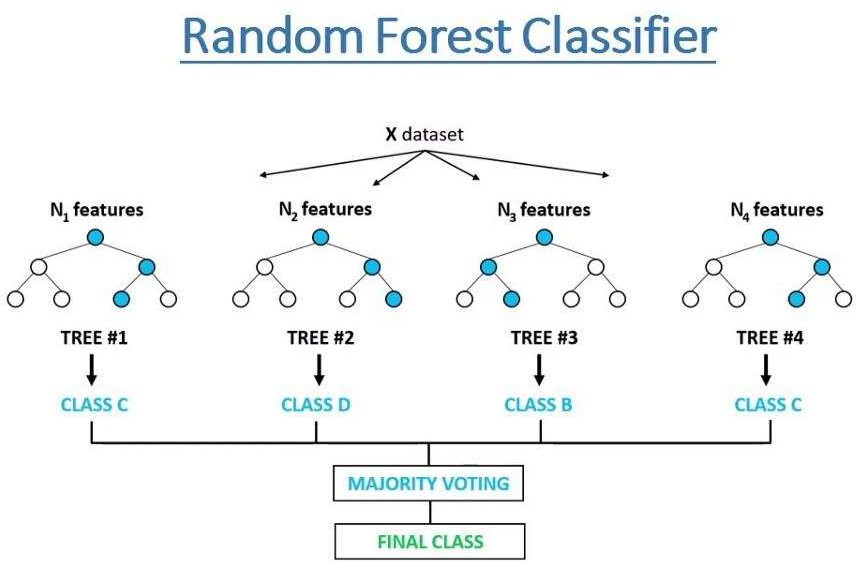 Random Forest Classifier
X dataset
N₁ features N₂ features N₃ features N₄ features
TREE #1 TREE #2 TREE #3 TREE #4
CLASS C CLASS D CLASS B CLASS C
MAJORITY VOTING
FINAL CLASS